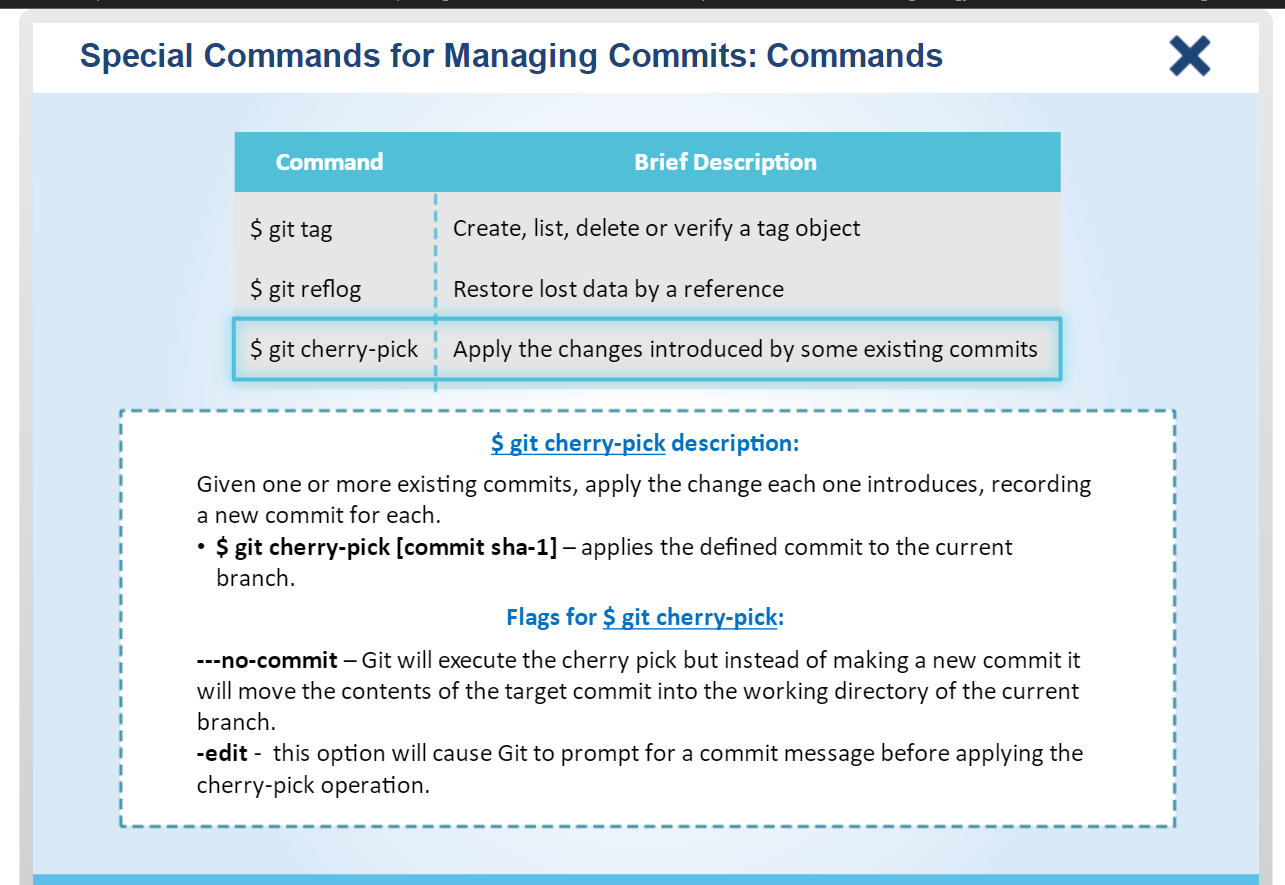 Special Commands for Managing Commits: Commands
Command Brief Description
$ git tag Create, list, delete or verify a tag object
$ git reflog Restore lost data by a reference
$ git cherry-pick Apply the changes introduced by some existing commits
$ git cherry-pick description:
Given one or more existing commits, apply the change each one introduces, recording
a new commit for each.
• $ git cherry-pick [commit sha-1] – applies the defined commit to the current
branch.
Flags for $ git cherry-pick:
---no-commit – Git will execute the cherry pick but instead of making a new commit it
will move the contents of the target commit into the working directory of the current
branch.
-edit - this option will cause Git to prompt for a commit message before applying the
cherry-pick operation.